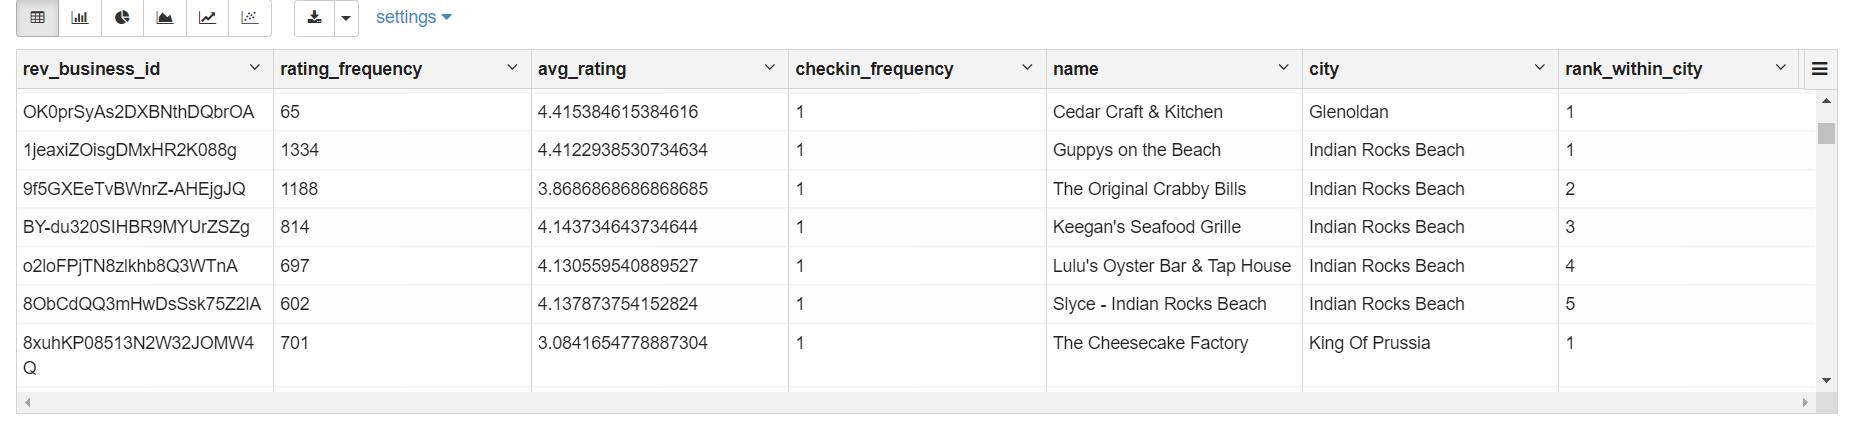 settings
rev_business_id rating_frequency avg_rating checkin_frequency name city rank_within_city
OK0prSyAs2DXBNthDQbrOA 65 4.415384615384616 1 Cedar Craft & Kitchen Glenoldan 1
1jeaxiZOisgDMxHR2K088g 1334 4.4122938530734634 1 Guppys on the Beach Indian Rocks Beach 1
9f5GXEeTvBWnrZ-AHEjgJQ 1188 3.8686868686868685 1 The Original Crabby Bills Indian Rocks Beach 2
BY-du320SIHBR9MYUrZSZg 814 4.143734643734644 1 Keegan's Seafood Grille Indian Rocks Beach 3
o2loFPjTN8zlkhb8Q3WTnA 697 4.130559540889527 1 Lulu's Oyster Bar & Tap House Indian Rocks Beach 4
8ObCdQQ3mHwDsSsk75Z2lA 602 4.137873754152824 1 Slyce - Indian Rocks Beach Indian Rocks Beach 5
8xuhKP08513N2W32JOMW4 701 3.0841654778887304 1 The Cheesecake Factory King Of Prussia 1
Q